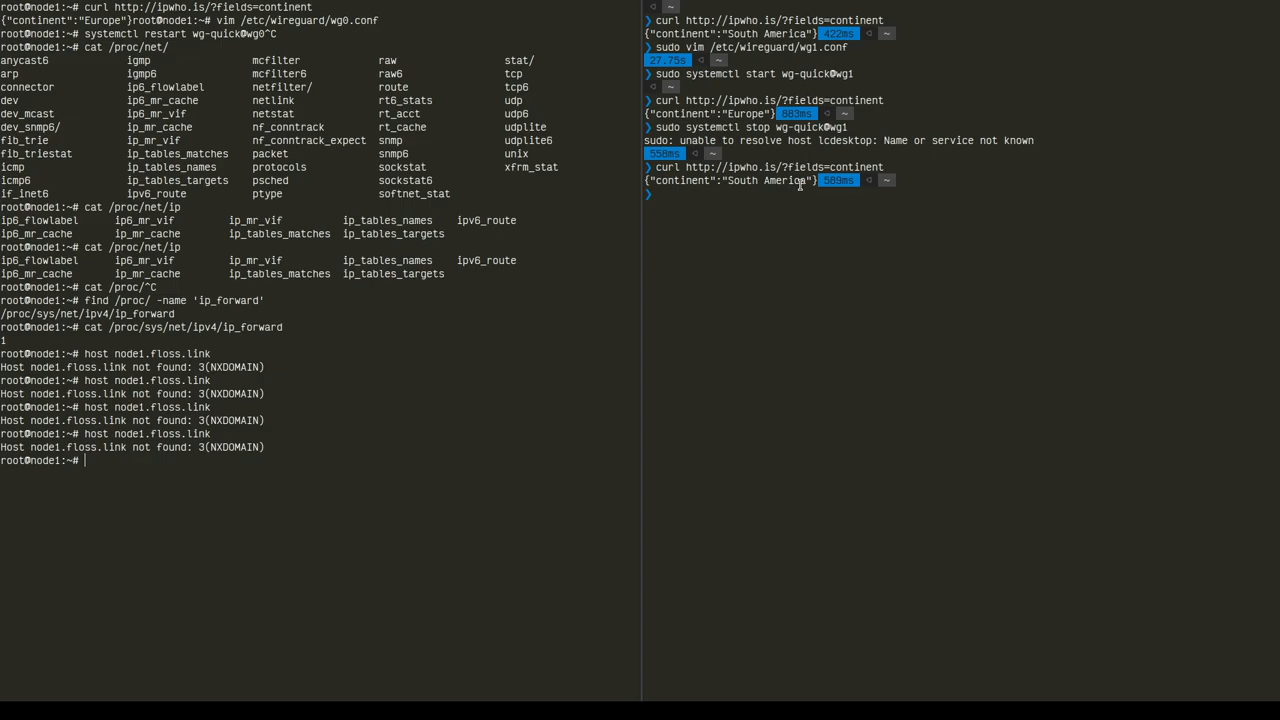 root@node1:~# curl http://ipwho.is/?fields=continent
{"content":"Europe"}root@node1:~# vim /etc/wireguard/wg0.conf
root@node1:~# systemctl restart wg-quick@wg0^C
root@node1:~# cat /proc/net/
anycast6 igmp mcfilter raw stat/
arp igmp6 mcfilter6 raw6 tcp
connector ip6_flowlabel netfilter/ route tcp6
dev ip6_mr_cache netlink rt6_stats udp
dev_mcast ip6_mr_vif netstat rt_acct udp6
dev_snmp6/ ip_mr_cache nf_conntrack rt_cache udplite
fib_trie ip_mr_vif nf_conntrack_expect snmp udplite6
fib_triestat ip_tables_matches packet snmp6 unix
icmp ip_tables_names protocols sockstat xfrm_stat
icmp6 ip_tables_targets psched sockstat6
if_inet6 ipv6_route ptype softnet_stat
root@node1:~# cat /proc/net/ip
ip6_flowlabel ip6_mr_vif ip_mr_vif ip_tables_names ipv6_route
ip6_mr_cache ip_mr_cache ip_tables_matches ip_tables_targets
root@node1:~# cat /proc/net/ip
ip6_flowlabel ip6_mr_vif ip_mr_vif ip_tables_names ipv6_route
ip6_mr_cache ip_mr_cache ip_tables_matches ip_tables_targets
root@node1:~# cat /proc/^C
root@node1:~# find /proc/ -name 'ip_forward'
/proc/sys/net/ipv4/ip_forward
root@node1:~# cat /proc/sys/net/ipv4/ip_forward
1
root@node1:~# host node1.floss.link
Host node1.floss.link not found: 3(NXDOMAIN)
root@node1:~# host node1.floss.link
Host node1.floss.link not found: 3(NXDOMAIN)
root@node1:~# host node1.floss.link
Host node1.floss.link not found: 3(NXDOMAIN)
root@node1:~# host node1.floss.link
Host node1.floss.link not found: 3(NXDOMAIN)
root@node1:~#
~
❯ curl http://ipwho.is/?fields=continent
{"continent":"South America"} 422ms ~
❯ sudo vim /etc/wireguard/wg1.conf
27.75s ~
❯ sudo systemctl start wg-quick@wg1
~
❯ curl http://ipwho.is/?fields=continent
{"continent":"Europe"} 883ms ~
❯ sudo systemctl stop wg-quick@wg1
sudo: unable to resolve host lcdesktop: Name or service not known
558ms ~
❯ curl http://ipwho.is/?fields=continent
{"continent":"South America"} 589ms ~
❯